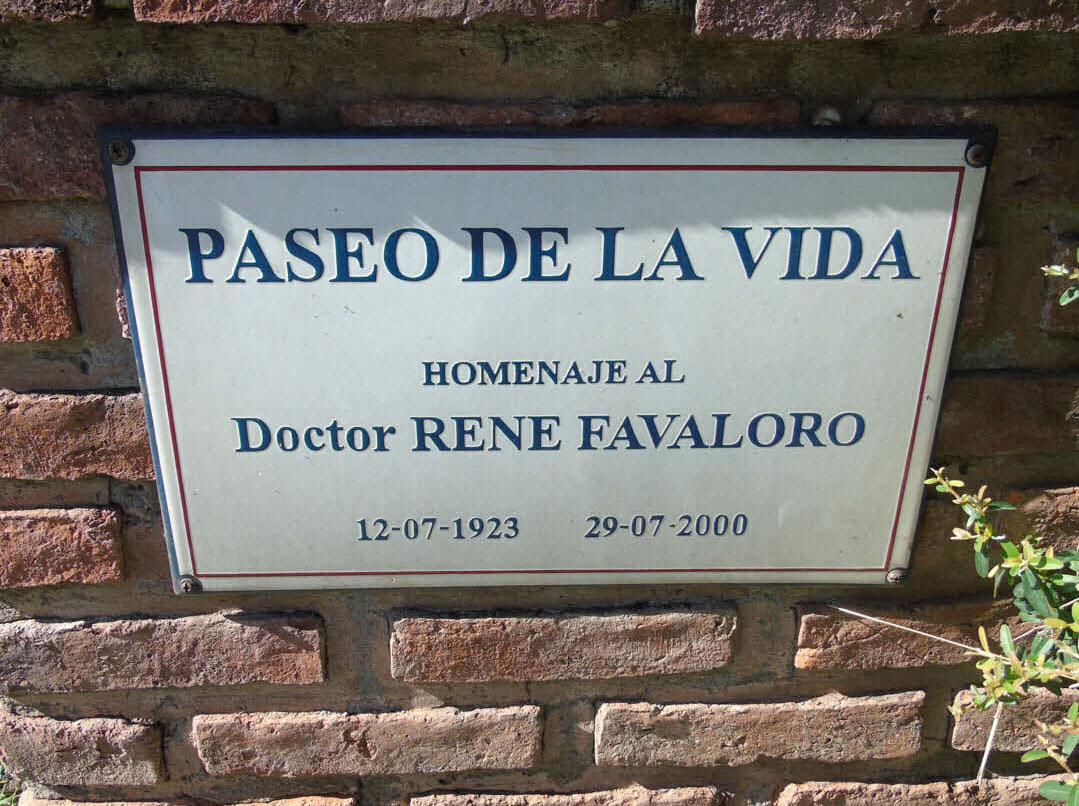 PASEO DE LA VIDA
HOMENAJE AL
Doctor RENE FAVALORO
12-07-1923 29-07-2000